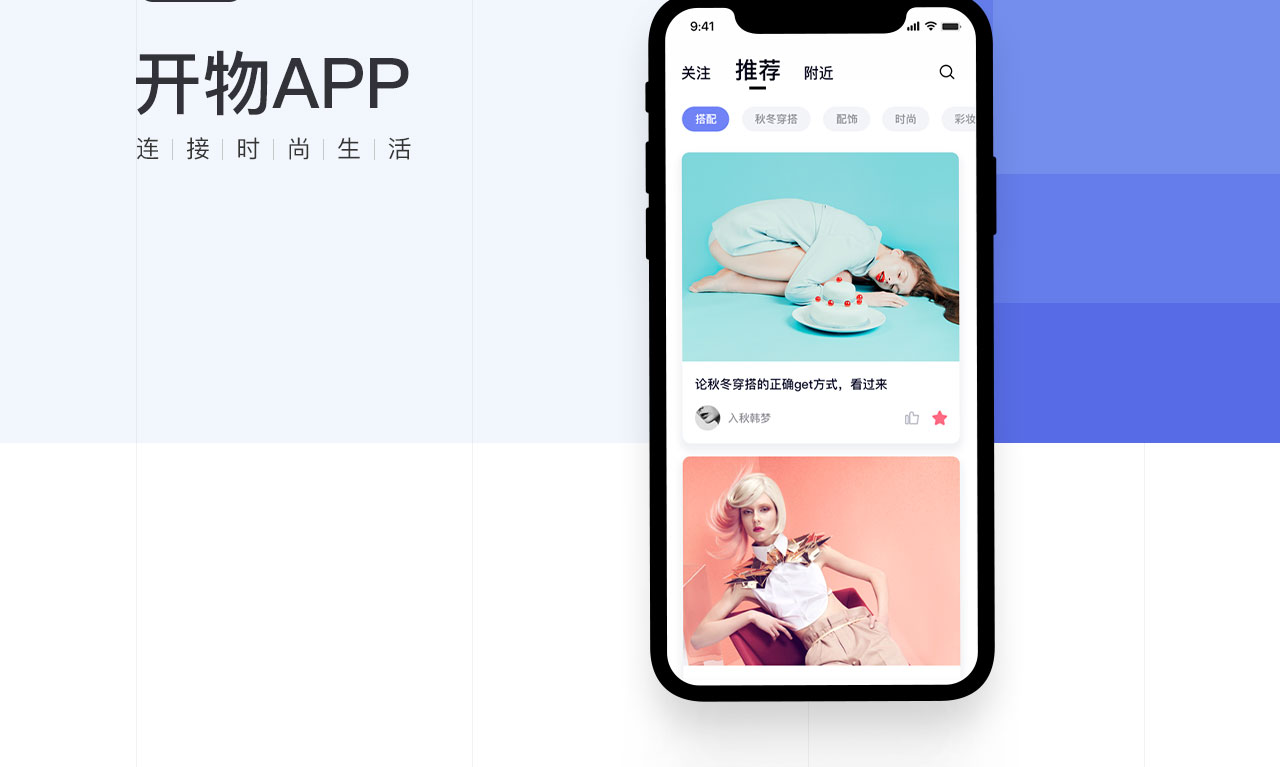 开物APP
连接时尚生活
9:41
关注 推荐 附近
搭配 秋冬穿搭 配饰 时尚 彩妆
论秋冬穿搭的正确get方式，看过来
入秋韩梦